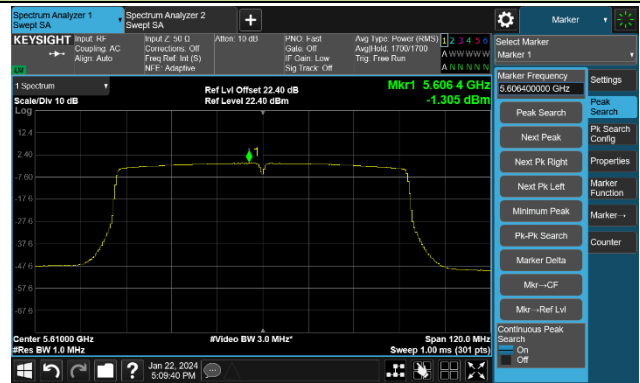 Spectrum Analyzer 1
Swept SA
Spectrum Analyzer 2
Swept SA
+
Marker
KEYSIGHT
Input: RF
Coupling: AC
Align: Auto
Input Z: 50 Ω
Corrections: Off
Freq Ref: Int (S)
NFE: Adaptive
Atten: 10 dB
PNO: Fast
Gate: Off
IF Gain: Low
Sig Track: Off
Avg Type: Power (RMS)
Avg|Hold: 1700/1700
Trig: Free Run
1 2 3 4 5 6
A W W W W W
A N N N N N
Select Marker
Marker 1
1 Spectrum
Scale/Div 10 dB
Log
Ref Lvl Offset 22.40 dB
Ref Level 22.40 dBm
Mkr1 5.606 4 GHz
-1.305 dBm
12.4
2.40
-7.60
-17.6
-27.6
-37.6
-47.6
-57.6
-67.6
1
Center 5.61000 GHz
#Res BW 1.0 MHz
#Video BW 3.0 MHz*
Span 120.0 MHz
Sweep 1.00 ms (301 pts)
Marker Frequency
5.606400000 GHz
Peak Search
Next Peak
Next Pk Right
Next Pk Left
Minimum Peak
Pk-Pk Search
Marker Delta
Mkr→CF
Mkr→Ref Lvl
Continuous Peak
Search
On
Off
Settings
Peak
Search
Pk Search
Config
Properties
Marker
Function
Marker→
Counter
?
Jan 22, 2024
5:09:40 PM